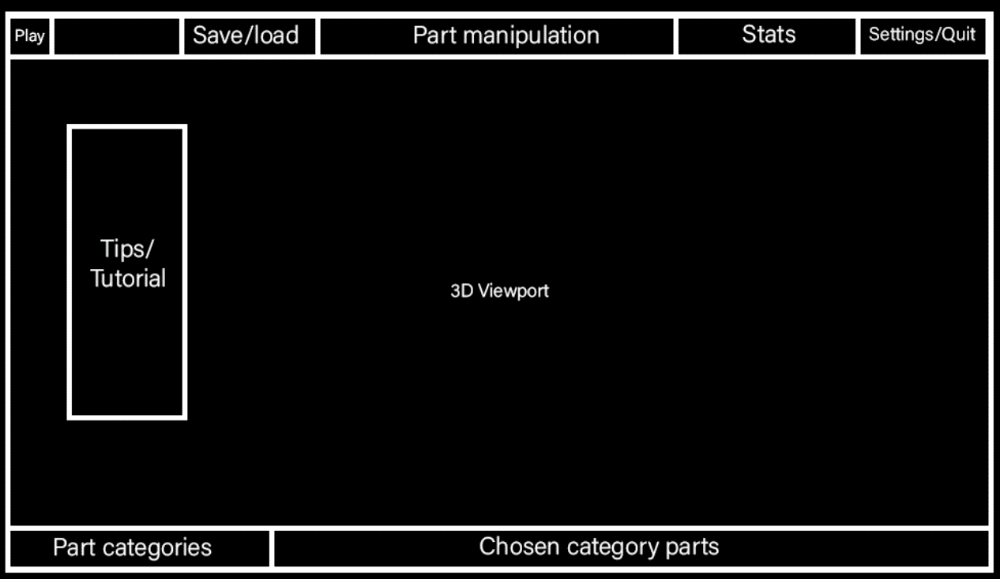 Play
Save/load
Part manipulation
Stats
Settings/Quit
Tips/
Tutorial
3D Viewport
Part categories
Chosen category parts